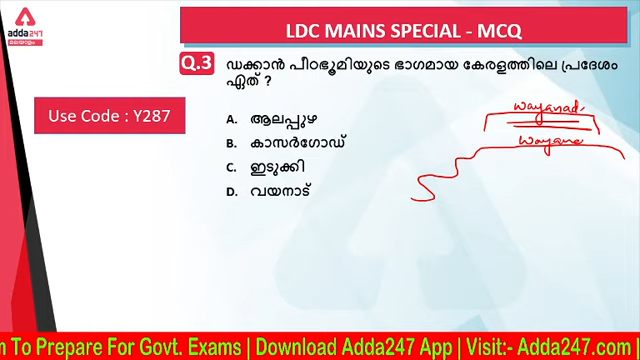 adda247
മലയാളം
LDC MAINS SPECIAL - MCQ
Q.3 ഡക്കാൻ പീഠഭൂമിയുടെ ഭാഗമായ കേരളത്തിലെ പ്രദേശം
ഏത് ?
Use Code : Y287
A. ആലപ്പുഴ
B. കാസർഗോഡ്
C. ഇടുക്കി
D. വയനാട്
Wayanad
Wayanad
To Prepare For Govt. Exams | Download Adda247 App | Visit:- Adda247.com |